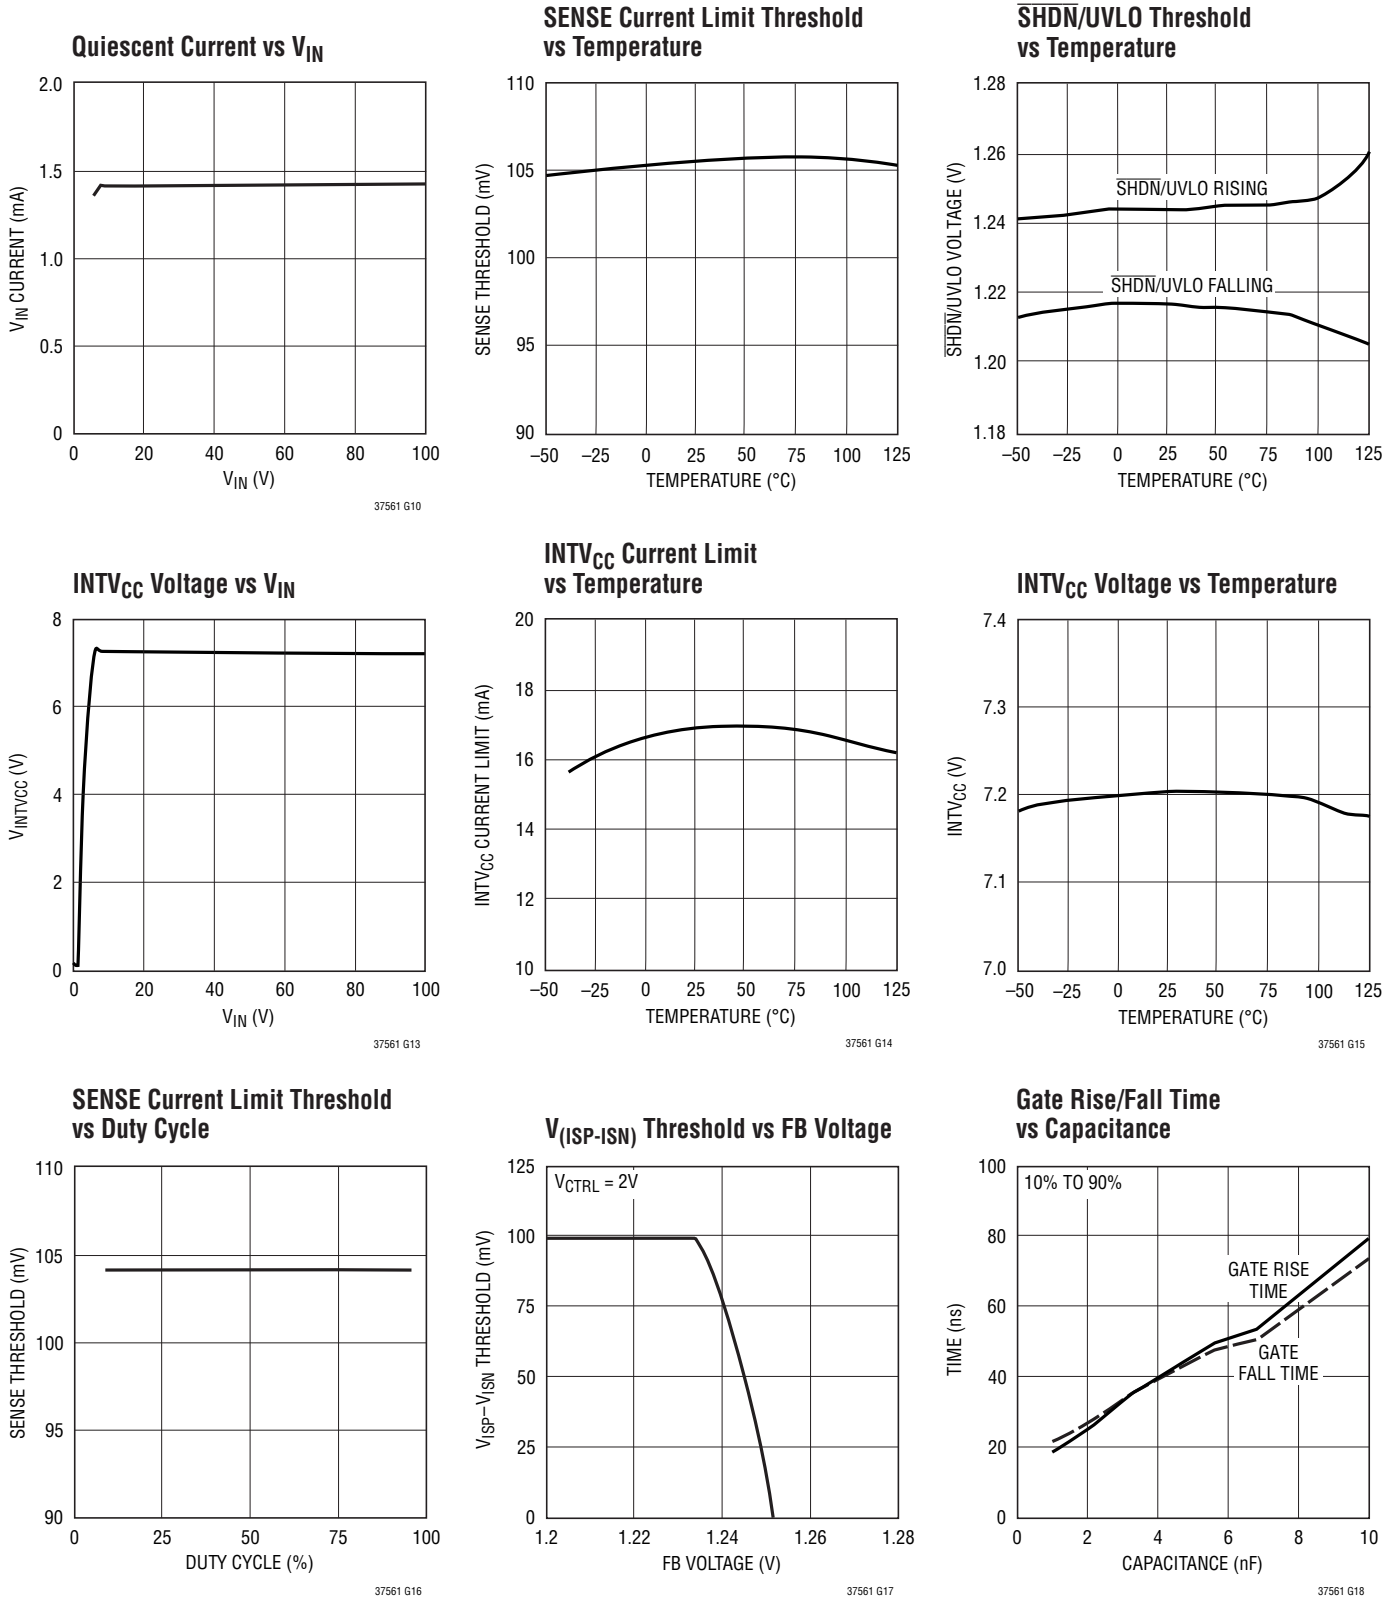 Quiescent Current vs VIN
2.0
1.5
1.0
0.5
0
VIN CURRENT (mA)
0 20 40 60 80 100
VIN (V)
37561 G10
SENSE Current Limit Threshold
vs Temperature
110
105
100
95
90
SENSE THRESHOLD (mV)
–50 –25 0 25 50 75 100 125
TEMPERATURE (°C)
SHDN/UVLO Threshold
vs Temperature
1.28
1.26
1.24
1.22
1.20
1.18
SHDN/UVLO VOLTAGE (V)
SHDN/UVLO RISING
SHDN/UVLO FALLING
–50 –25 0 25 50 75 100 125
TEMPERATURE (°C)
INTVCC Voltage vs VIN
8
6
4
2
0
VINTVCC (V)
0 20 40 60 80 100
VIN (V)
37561 G13
INTVCC Current Limit
vs Temperature
20
18
16
14
12
10
INTVCC CURRENT LIMIT (mA)
–50 –25 0 25 50 75 100 125
TEMPERATURE (°C)
37561 G14
INTVCC Voltage vs Temperature
7.4
7.3
7.2
7.1
7.0
INTVCC (V)
–50 –25 0 25 50 75 100 125
TEMPERATURE (°C)
37561 G15
SENSE Current Limit Threshold
vs Duty Cycle
110
105
100
95
90
SENSE THRESHOLD (mV)
0 25 50 75 100
DUTY CYCLE (%)
37561 G16
V(ISP-ISN) Threshold vs FB Voltage
125
100
75
50
25
0
VISP–VISN THRESHOLD (mV)
VCTRL = 2V
1.2 1.22 1.24 1.26 1.28
FB VOLTAGE (V)
37561 G17
Gate Rise/Fall Time
vs Capacitance
100
80
60
40
20
0
TIME (ns)
10% TO 90%
GATE RISE
TIME
GATE
FALL TIME
0 2 4 6 8 10
CAPACITANCE (nF)
37561 G18